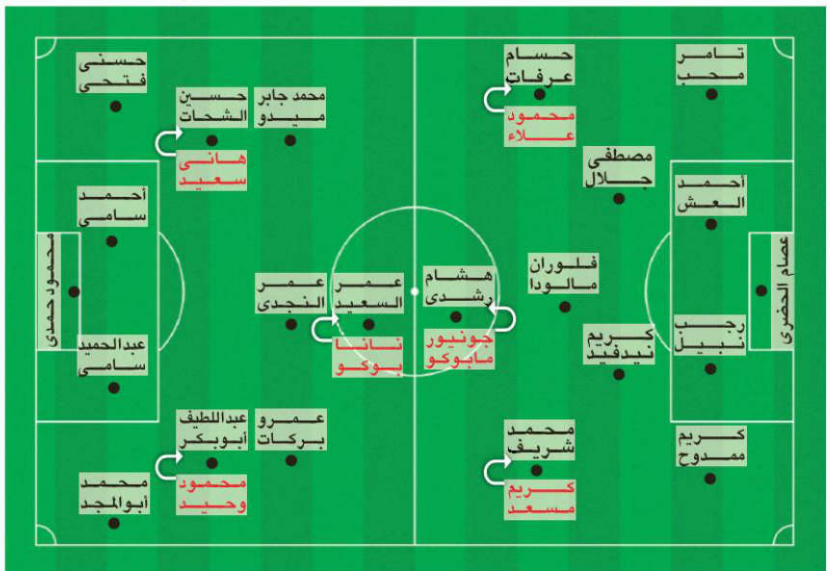 تامر
محب
حسام
عرفات
محمود
علاء
مصطفى
جلال
أحمد
العش
عصام الحضرى
فلوران
مالودا
هشام
رشدى
جونيور
مابوكو
رجب
نبيل
كريم
نيدفيد
كريم
ممدوح
محمد
شريف
كريم
مسعد
محمد جابر
ميدو
حسين
الشحات
هانى
سعيد
حسنى
فتحى
أحمد
سامى
عمر
السعيد
نانا
بوكو
عمر
النجدى
محمود حمدى
عبدالحميد
سامى
عمرو
بركات
عبداللطيف
أبوبكر
محمود
وحيد
محمد
أبوالمجد